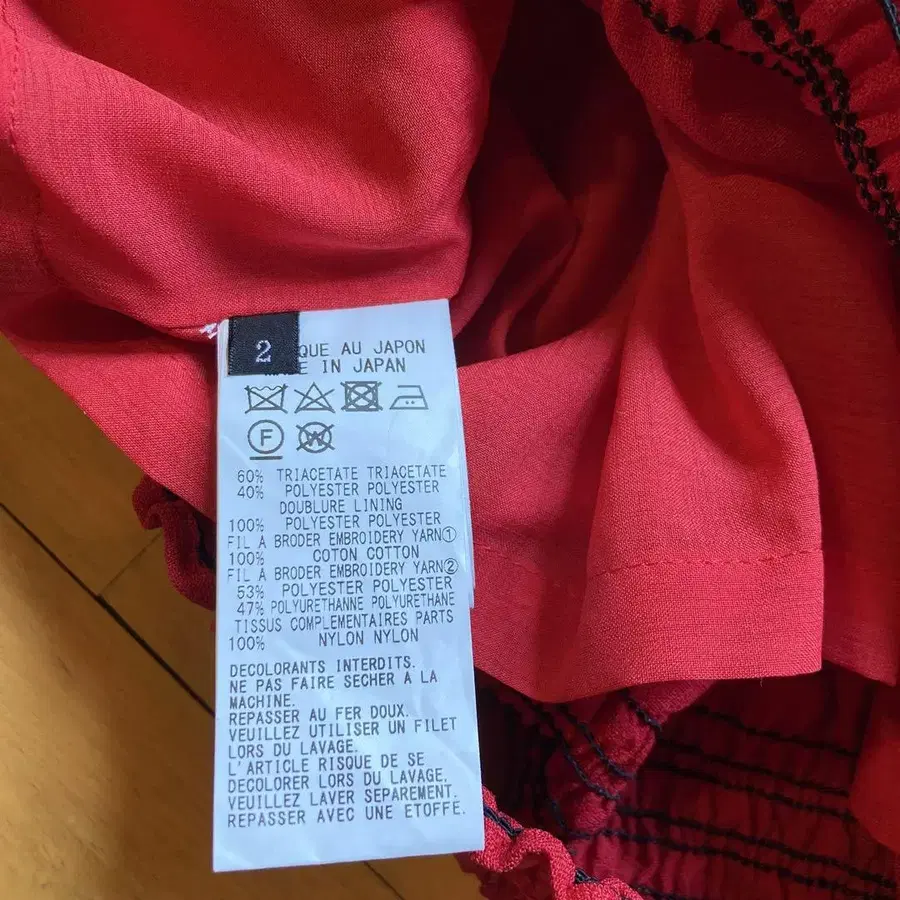 2
QUE AU JAPON
IN JAPAN
F
W
60% TRIACETATE TRIACETATE
40% POLYESTER POLYESTER
DOUBLURE LINING
100% POLYESTER POLYESTER
FIL A BRODER EMBROIDERY YARN①
100% COTON COTTON
FIL A BRODER EMBROIDERY YARN②
53% POLYESTER POLYESTER
47% POLYURETHANNE POLYURETHANE
TISSUS COMPLEMENTAIRES PARTS
100% NYLON NYLON
DECOLORANTS INTERDITS.
NE PAS FAIRE SECHER A LA
MACHINE.
REPASSER AU FER DOUX.
VEUILLEZ UTILISER UN FILET
LORS DU LAVAGE.
L'ARTICLE RISQUE DE SE
DECOLORER LORS DU LAVAGE,
VEUILLEZ LAVER SEPAREMENT.
REPASSER AVEC UNE ETOFFE.